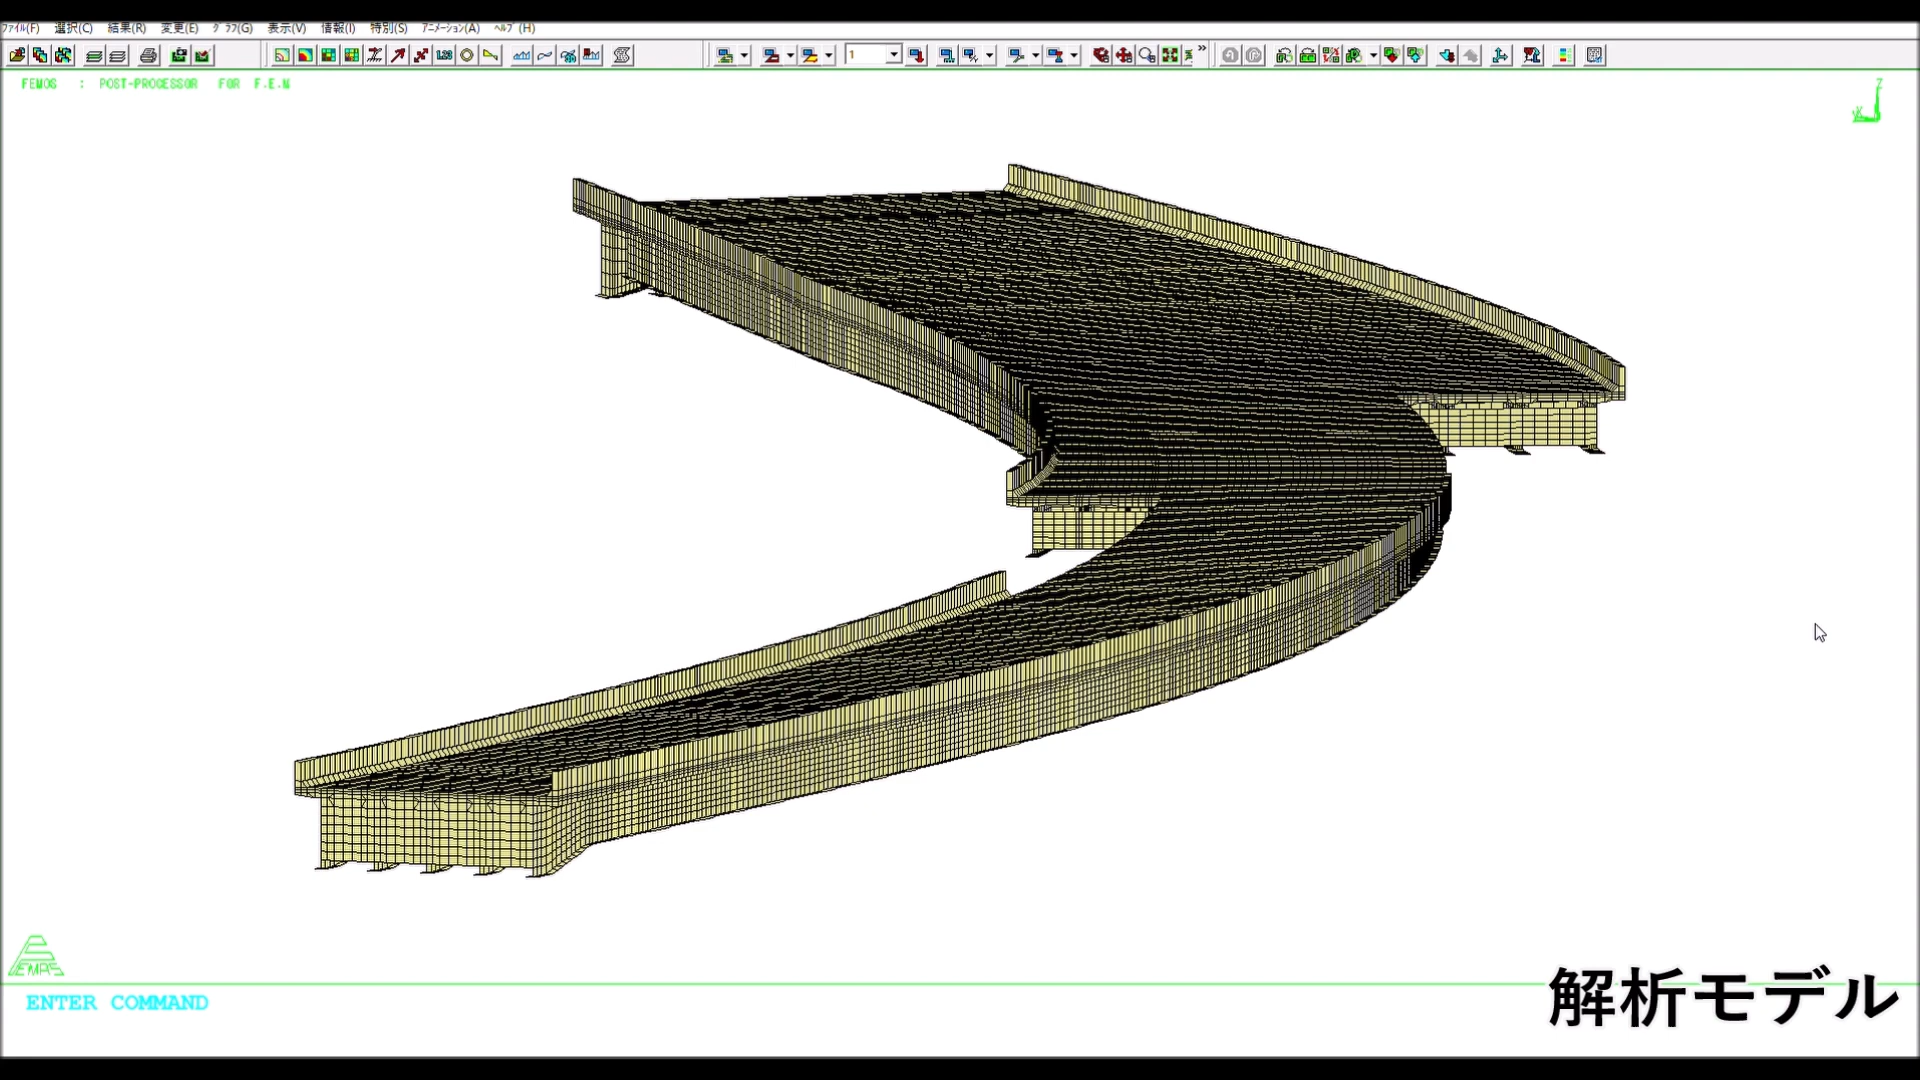 ファイル(F) 選択(C) 結果(R) 変更(E) グラフ(G) 表示(V) 情報(I) 特別(S) アニメーション(A) ヘルプ(H)
1
FEMOS : POST-PROCESSOR FOR F.E.M
Z
FEMAS
ENTER COMMAND
解析モデル